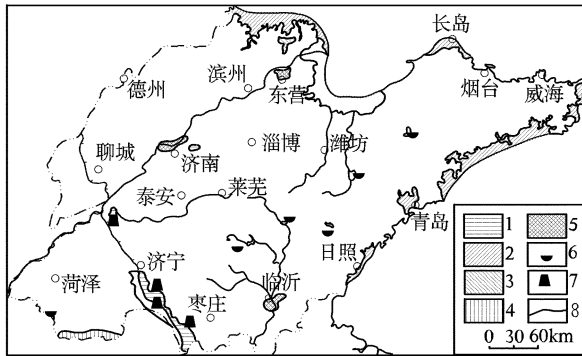 长岛
德州
滨州
东营
烟台
威海
聊城
济南
淄博
潍坊
泰安
莱芜
青岛
菏泽
济宁
枣庄
临沂
日照
1
5
2
6
3
7
4
8
0 30 60km